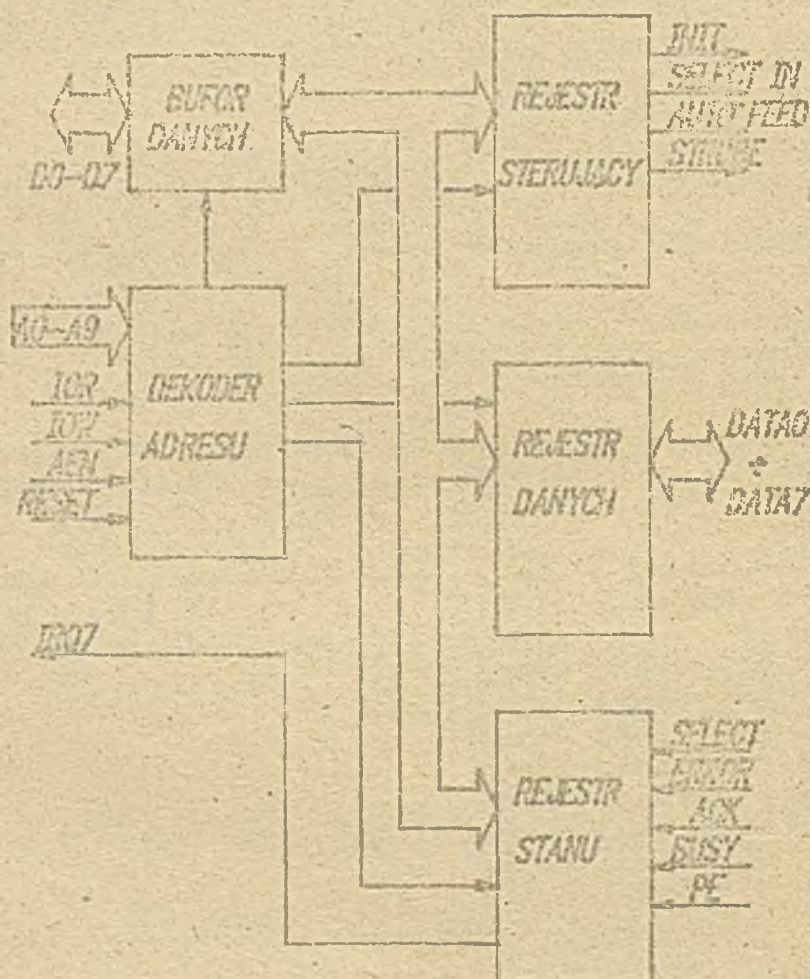 BUFOR
DANYCH
D0-D7
A0-A9
IOR
IOW
AEN
RESET
DEKODER
ADRESU
IRQ7
REJESTR
STERUJĄCY
INIT
SELECT IN
AUTO FEED
STROBE
REJESTR
DANYCH
DATA0
÷
DATA7
REJESTR
STANU
SELECT
ERROR
ACK
BUSY
PE